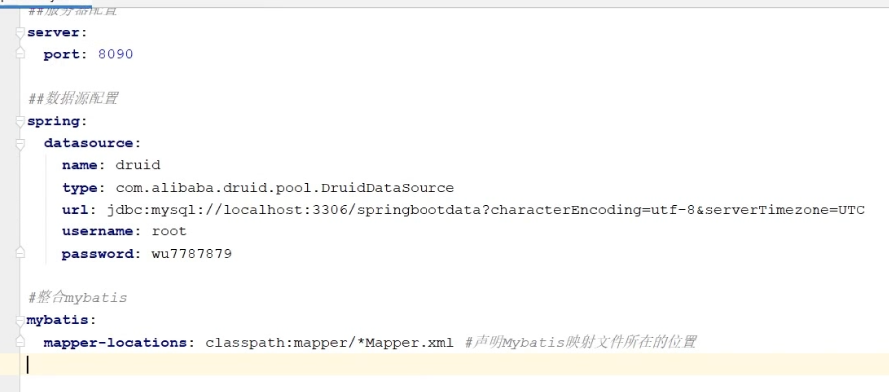 ##服务器配置
server:
  port: 8090
##数据源配置
spring:
  datasource:
    name: druid
    type: com.alibaba.druid.pool.DruidDataSource
    url: jdbc:mysql://localhost:3306/springbootdata?characterEncoding=utf-8&serverTimezone=UTC
    username: root
    password: wu7787879
#整合mybatis
mybatis:
  mapper-locations: classpath:mapper/*Mapper.xml #声明Mybatis映射文件所在的位置